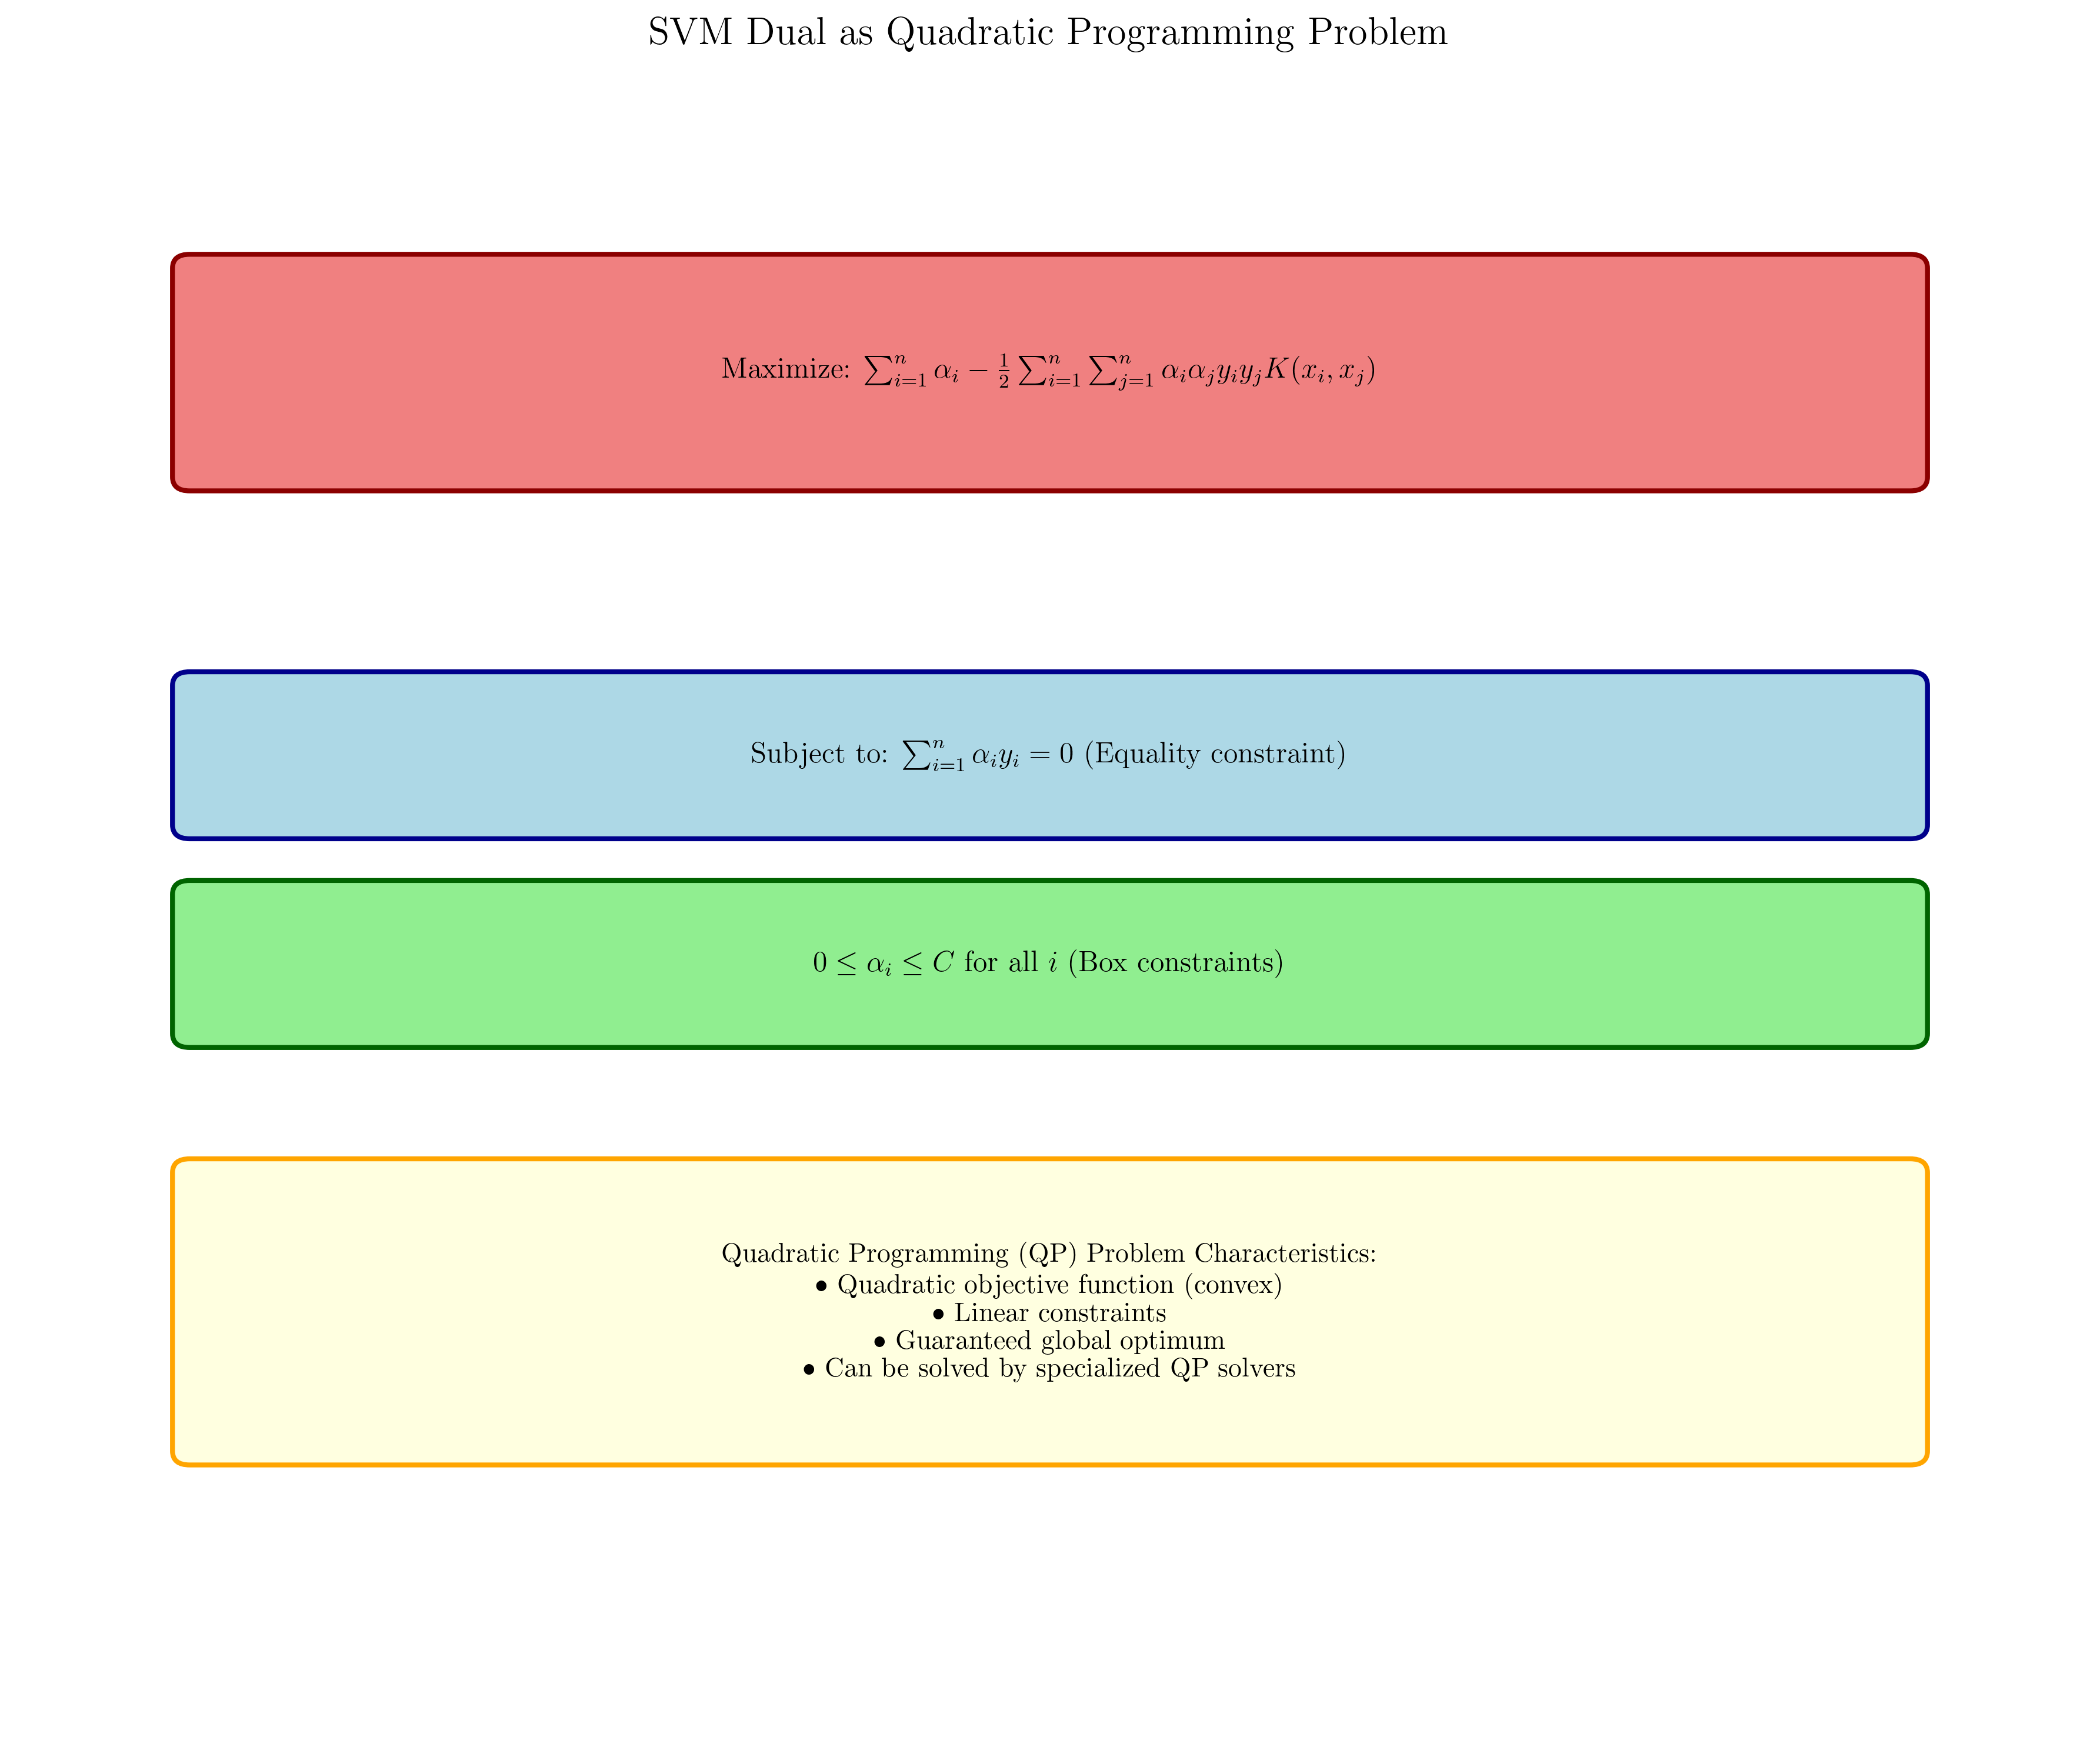 SVM Dual as Quadratic Programming Problem
Maximize: $\sum_{i=1}^{n} \alpha_i - \frac{1}{2} \sum_{i=1}^{n} \sum_{j=1}^{n} \alpha_i \alpha_j y_i y_j K(x_i, x_j)$
Subject to: $\sum_{i=1}^{n} \alpha_i y_i = 0$ (Equality constraint)
$0 \leq \alpha_i \leq C$ for all $i$ (Box constraints)
Quadratic Programming (QP) Problem Characteristics:
• Quadratic objective function (convex)
• Linear constraints
• Guaranteed global optimum
• Can be solved by specialized QP solvers